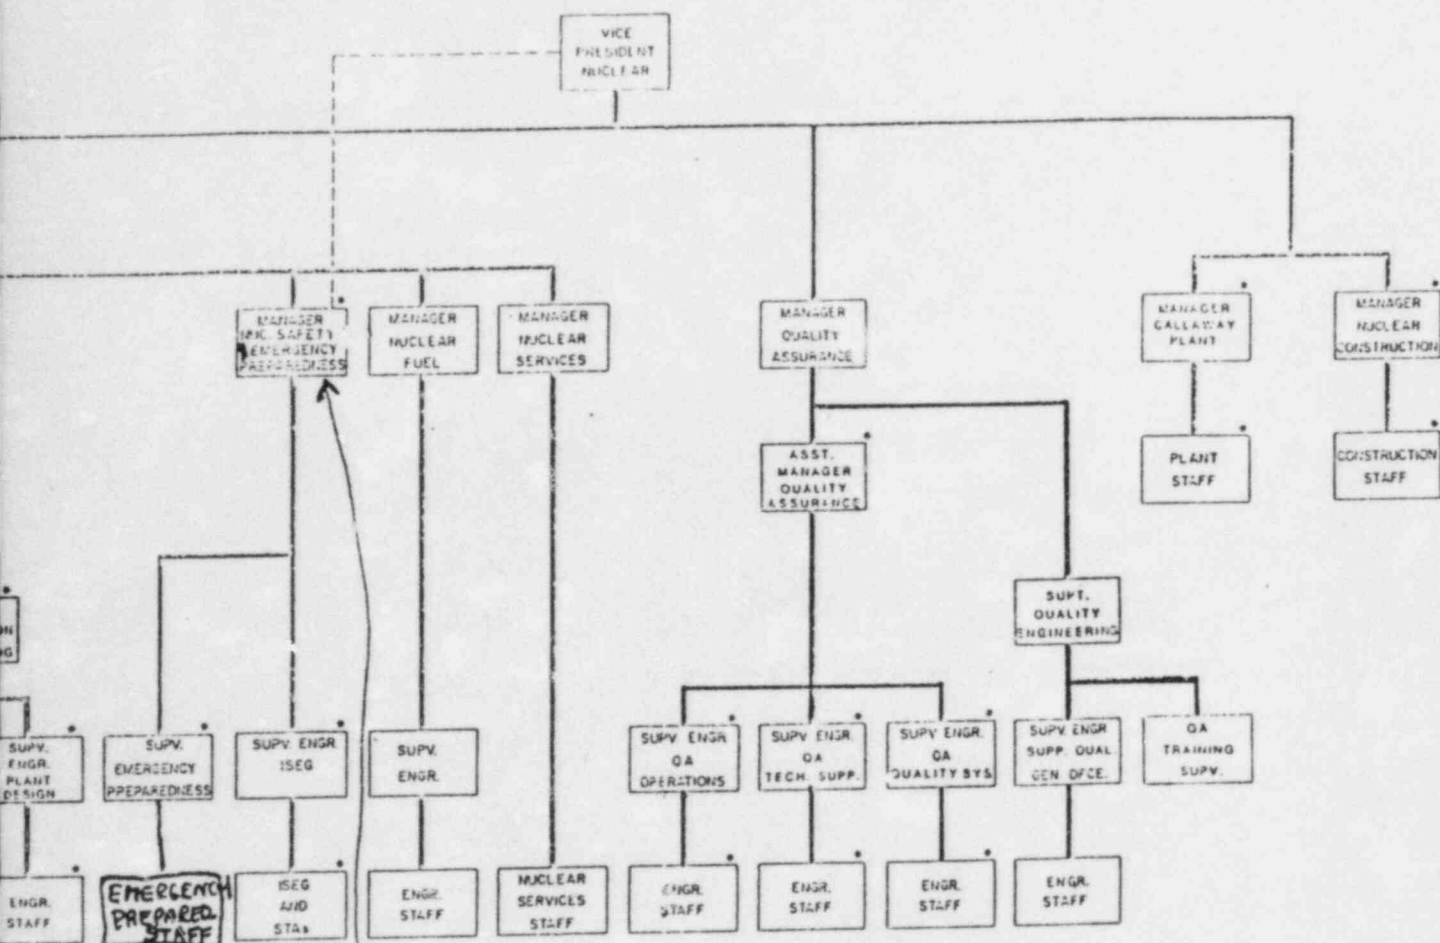 VICE
PRESIDENT
NUCLEAR
MANAGER
NUC. SAFETY
EMERGENCY
PREPAREDNESS
MANAGER
NUCLEAR
FUEL
MANAGER
NUCLEAR
SERVICES
MANAGER
QUALITY
ASSURANCE
MANAGER
CALLAWAY
PLANT
MANAGER
NUCLEAR
CONSTRUCTION
ASST.
MANAGER
QUALITY
ASSURANCE
PLANT
STAFF
CONSTRUCTION
STAFF
SUPT.
QUALITY
ENGINEERING
SUPV.
ENGR.
PLANT
DESIGN
SUPV.
EMERGENCY
PREPAREDNESS
SUPV. ENGR.
ISEG
SUPV.
ENGR.
SUPV. ENGR
QA
OPERATIONS
SUPV. ENGR.
QA
TECH. SUPP.
SUPV. ENGR.
QA
QUALITY SYS.
SUPV. ENGR
SUPP. QUAL
GEN OFCE.
QA
TRAINING
SUPV.
ENGR.
STAFF
EMERGENCY
PREPARED.
STAFF
ISEG
AND
STAs
ENGR.
STAFF
NUCLEAR
SERVICES
STAFF
ENGR.
STAFF
ENGR.
STAFF
ENGR.
STAFF
ENGR.
STAFF